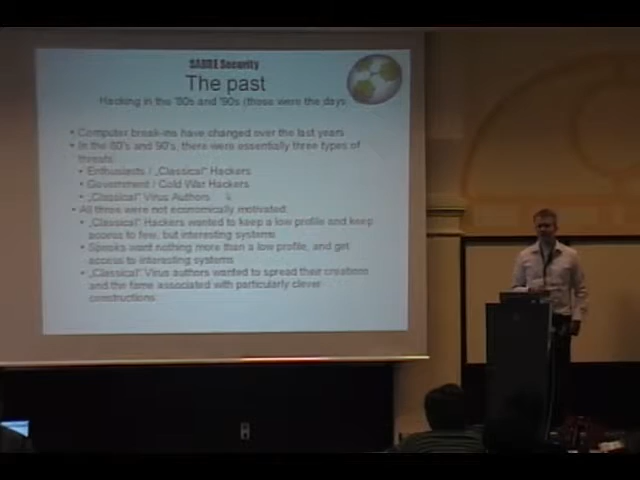 SABRE Security
The past
Hacking in the '80s and '90s (those were the days
• Computer break-ins have changed over the last years
• In the 80's and 90's, there were essentially three types of
threats:
• Enthusiasts / „Classical" Hackers
• Government / Cold War Hackers
• „Classical" Virus Authors
• All three were not economically motivated:
• „Classical" Hackers wanted to keep a low profile and keep
access to few, but interesting systems
• Spooks want nothing more than a low profile, and get
access to interesting systems
• „Classical" Virus authors wanted to spread their creations
and the fame associated with particularly clever
constructions